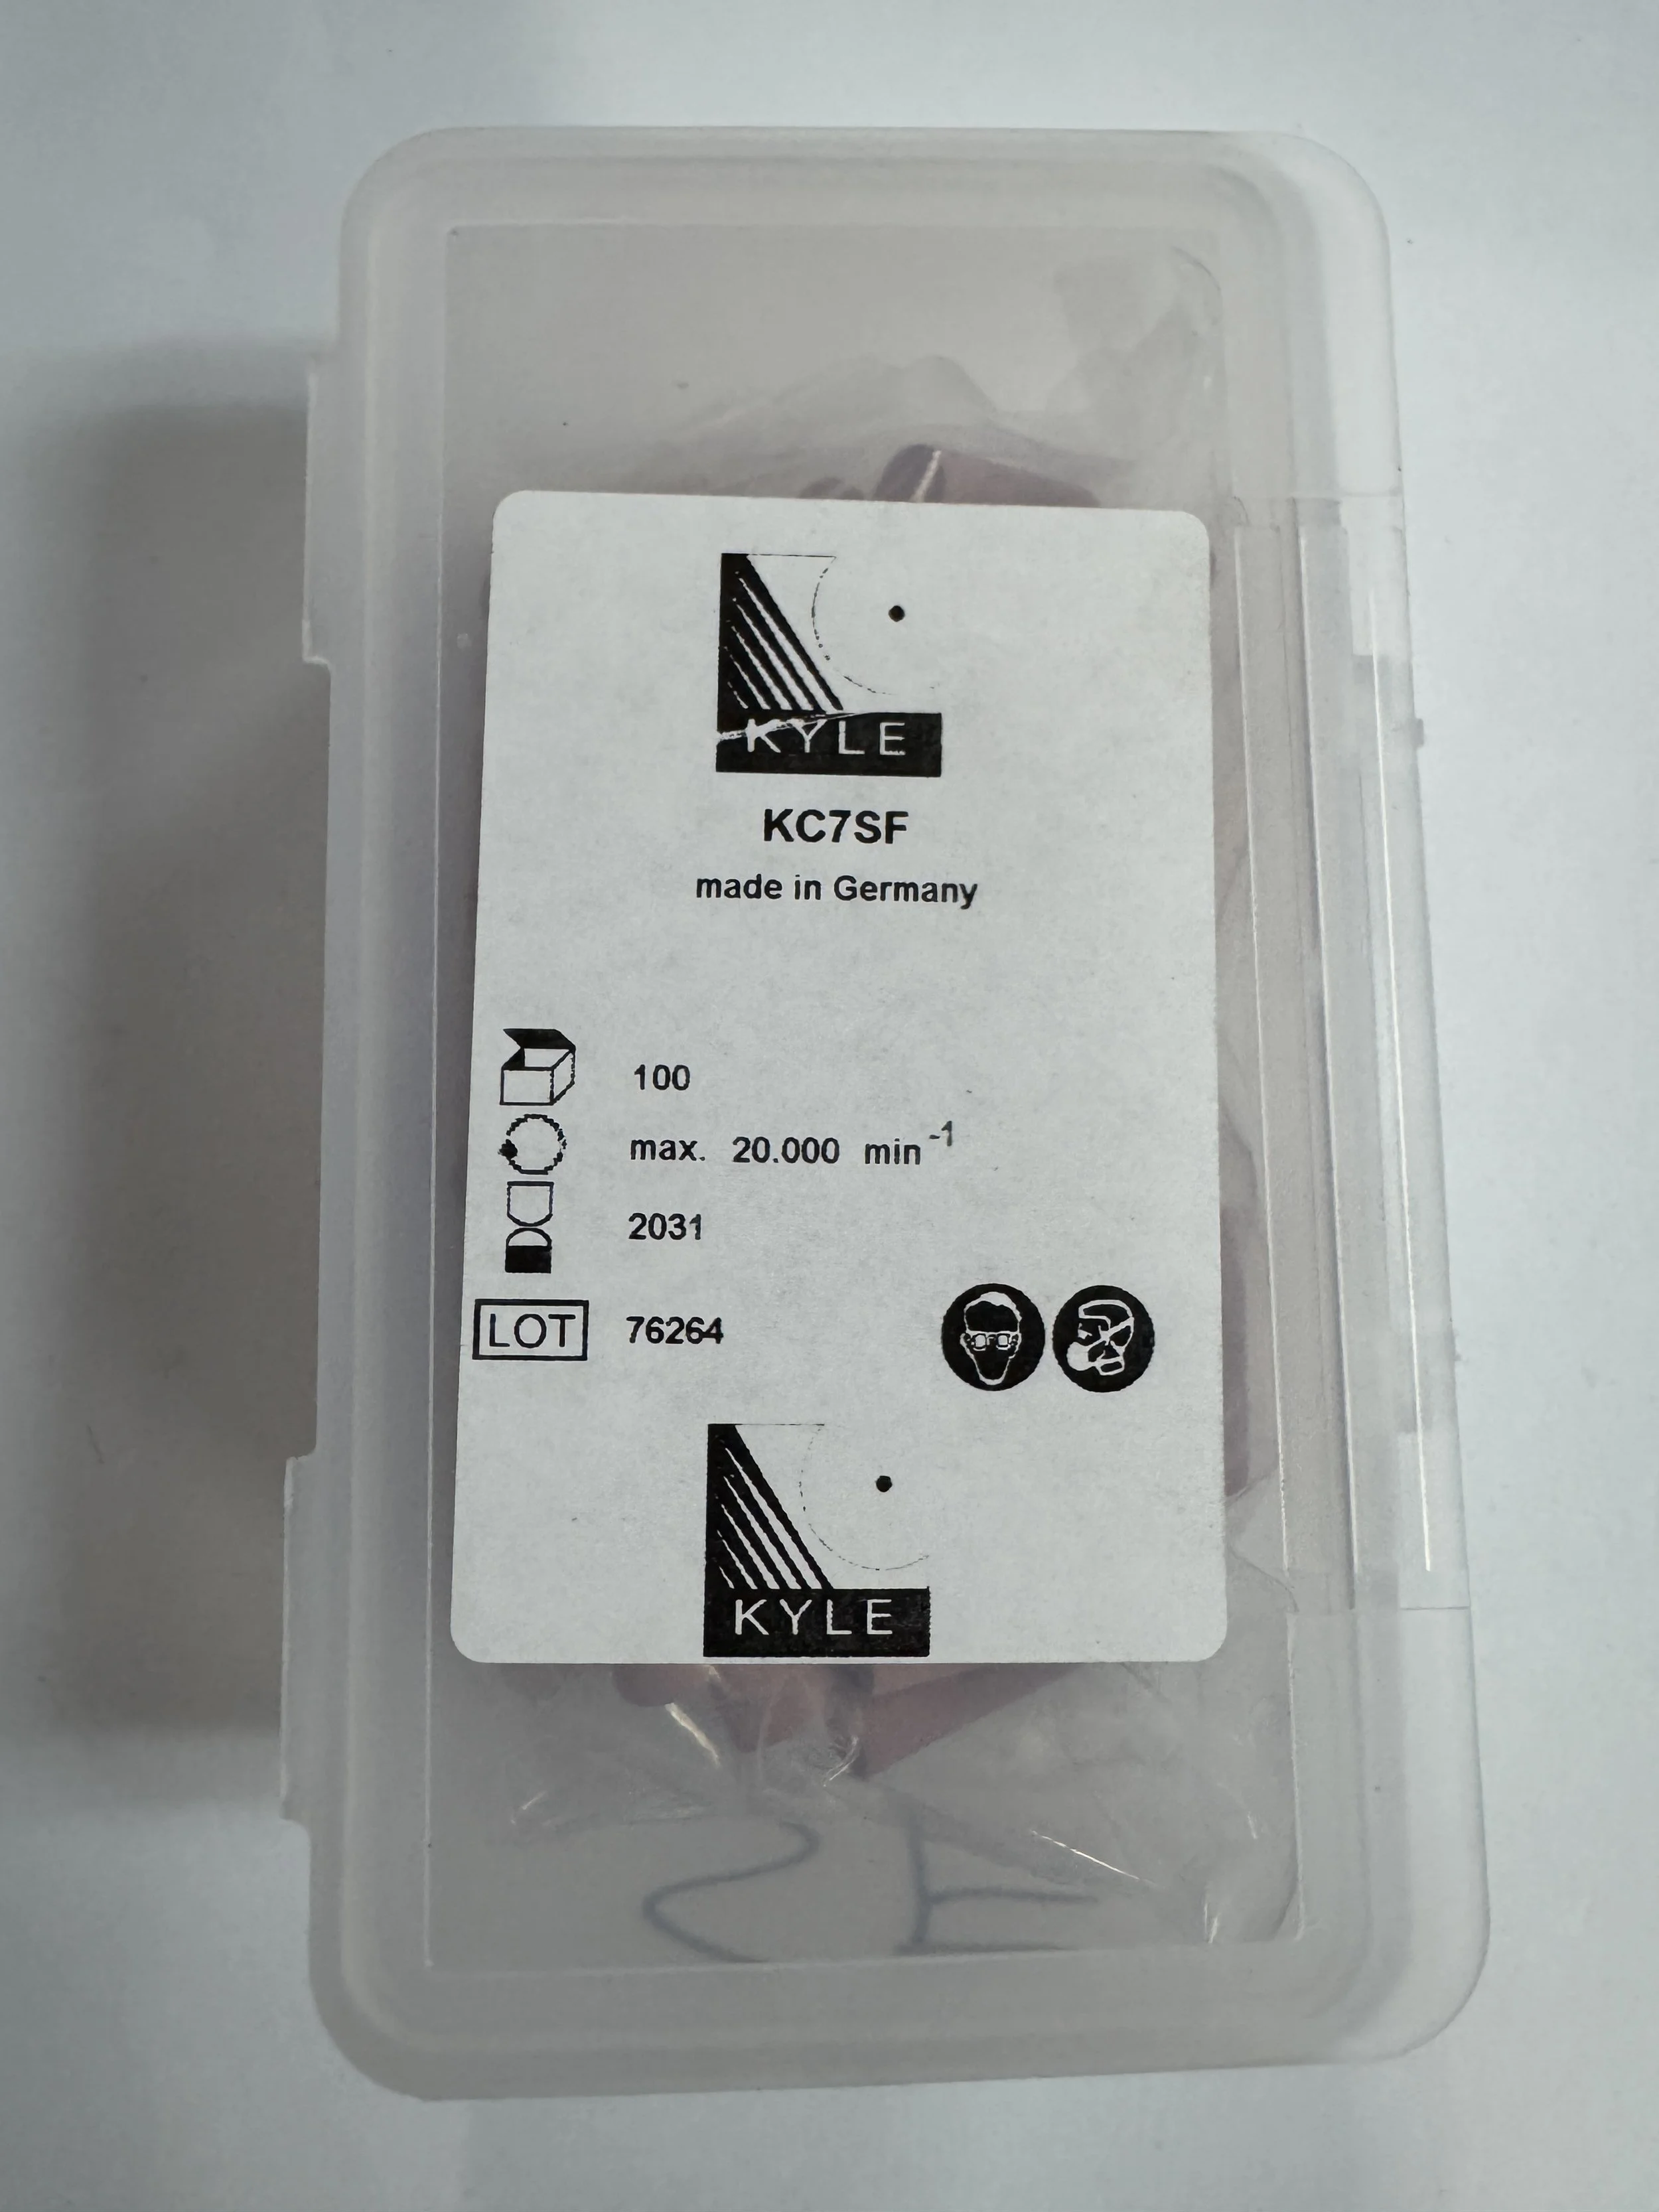 KYLE
KC7SF
made in Germany
100
max. 20.000 min⁻¹
2031
LOT 76264
KYLE